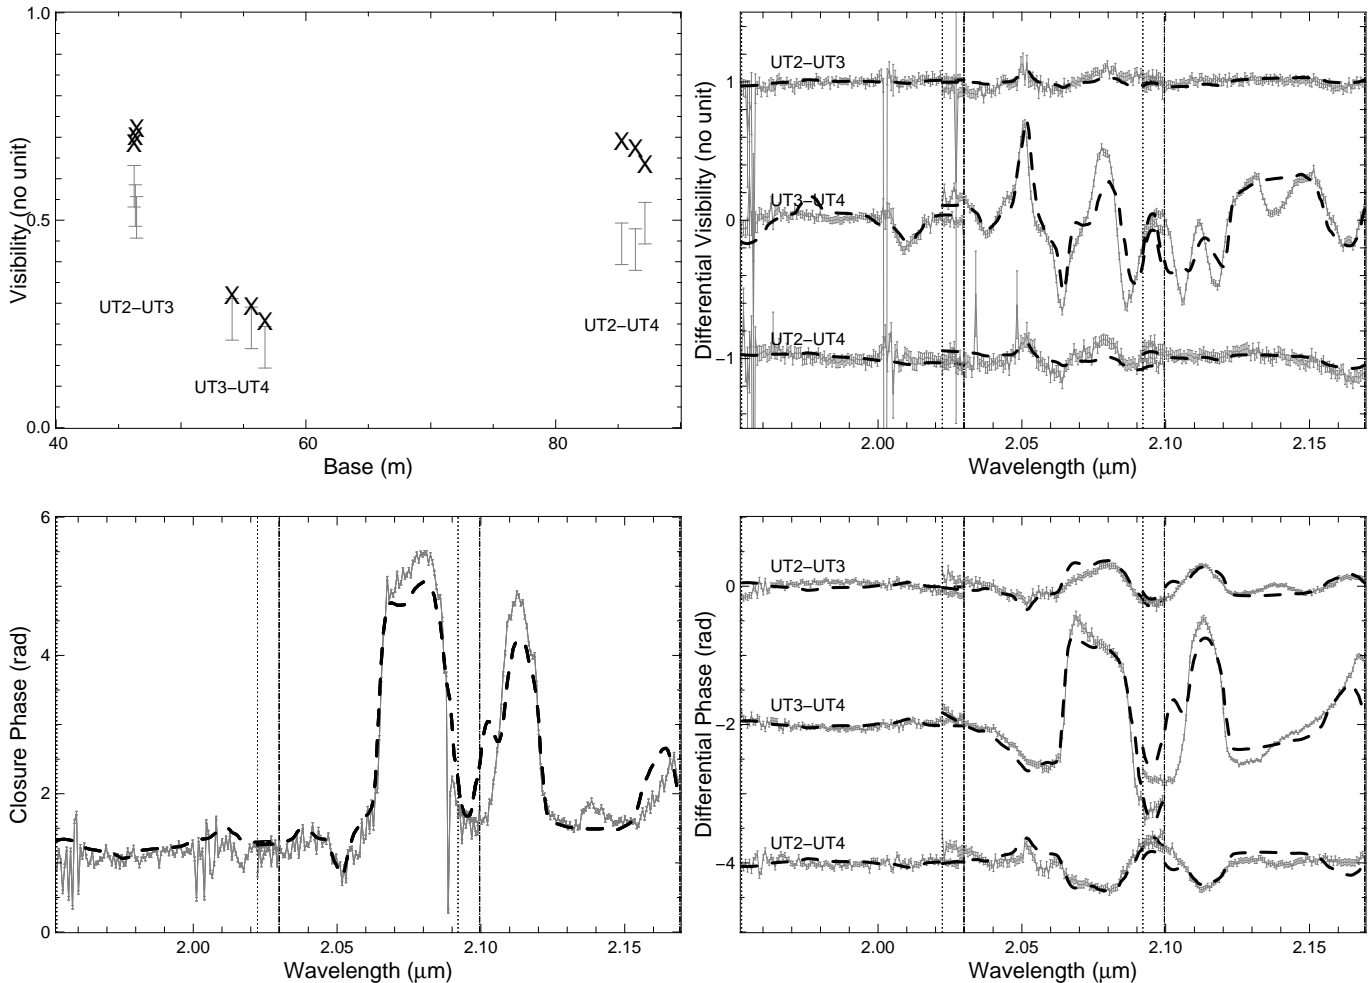 Visibility (no unit)
1.0
0.5
0.0
40
60
80
Base (m)
UT2−UT3
UT3−UT4
UT2−UT4
Differential Visibility (no unit)
1
0
−1
UT2−UT3
UT3−UT4
UT2−UT4
2.00
2.05
2.10
2.15
Wavelength (μm)
Closure Phase (rad)
6
4
2
0
2.00
2.05
2.10
2.15
Wavelength (μm)
Differential Phase (rad)
0
−2
−4
UT2−UT3
UT3−UT4
UT2−UT4
2.00
2.05
2.10
2.15
Wavelength (μm)